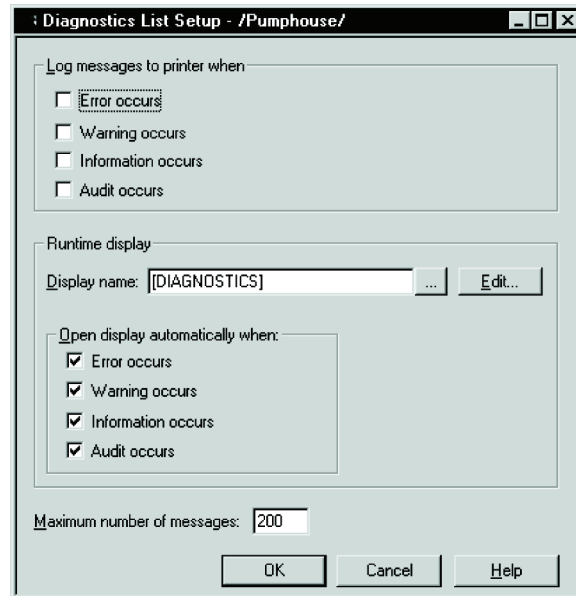 Diagnostics List Setup - /Pumphouse/
Log messages to printer when
Error occurs
Warning occurs
Information occurs
Audit occurs
Runtime display
Display name: [DIAGNOSTICS] ... Edit...
Open display automatically when:
Error occurs
Warning occurs
Information occurs
Audit occurs
Maximum number of messages: 200
OK Cancel Help